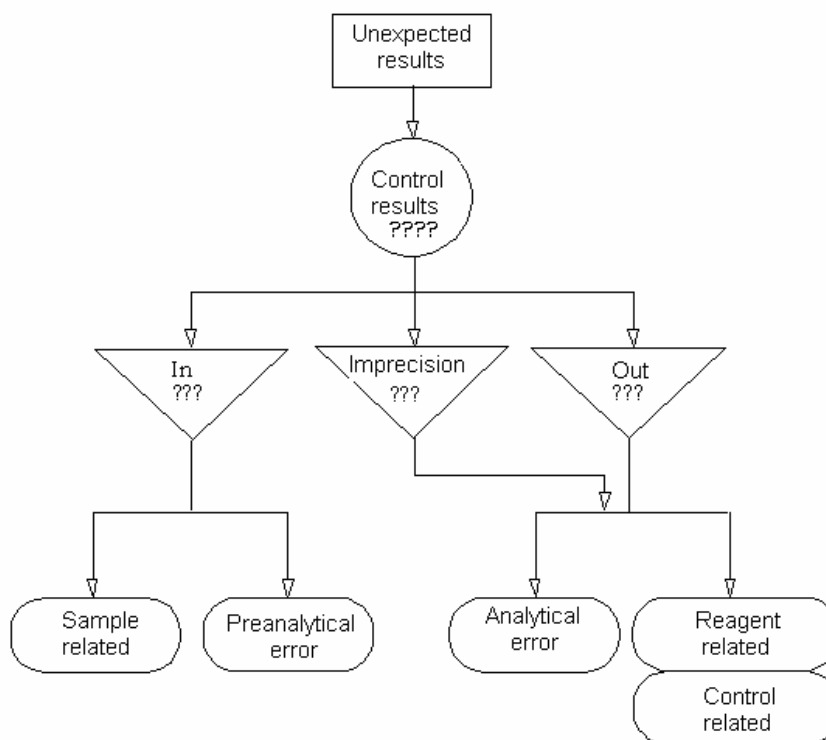 Unexpected
results
Control
results
????
In
???
Imprecision
???
Out
???
Sample
related
Preanalytical
error
Analytical
error
Reagent
related
Control
related